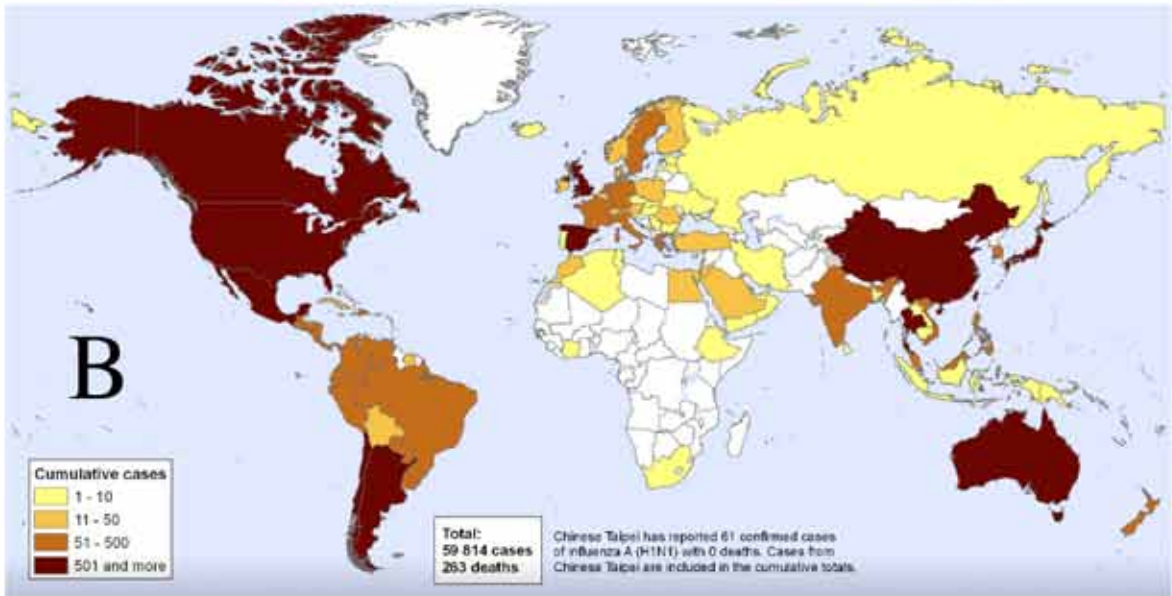 B
Cumulative cases
1 - 10
11 - 50
51 - 500
501 and more
Total:
59 814 cases
263 deaths
Chinese Taipei has reported 61 confirmed cases
of influenza A (H1N1) with 0 deaths. Cases from
Chinese Taipei are included in the cumulative totals.